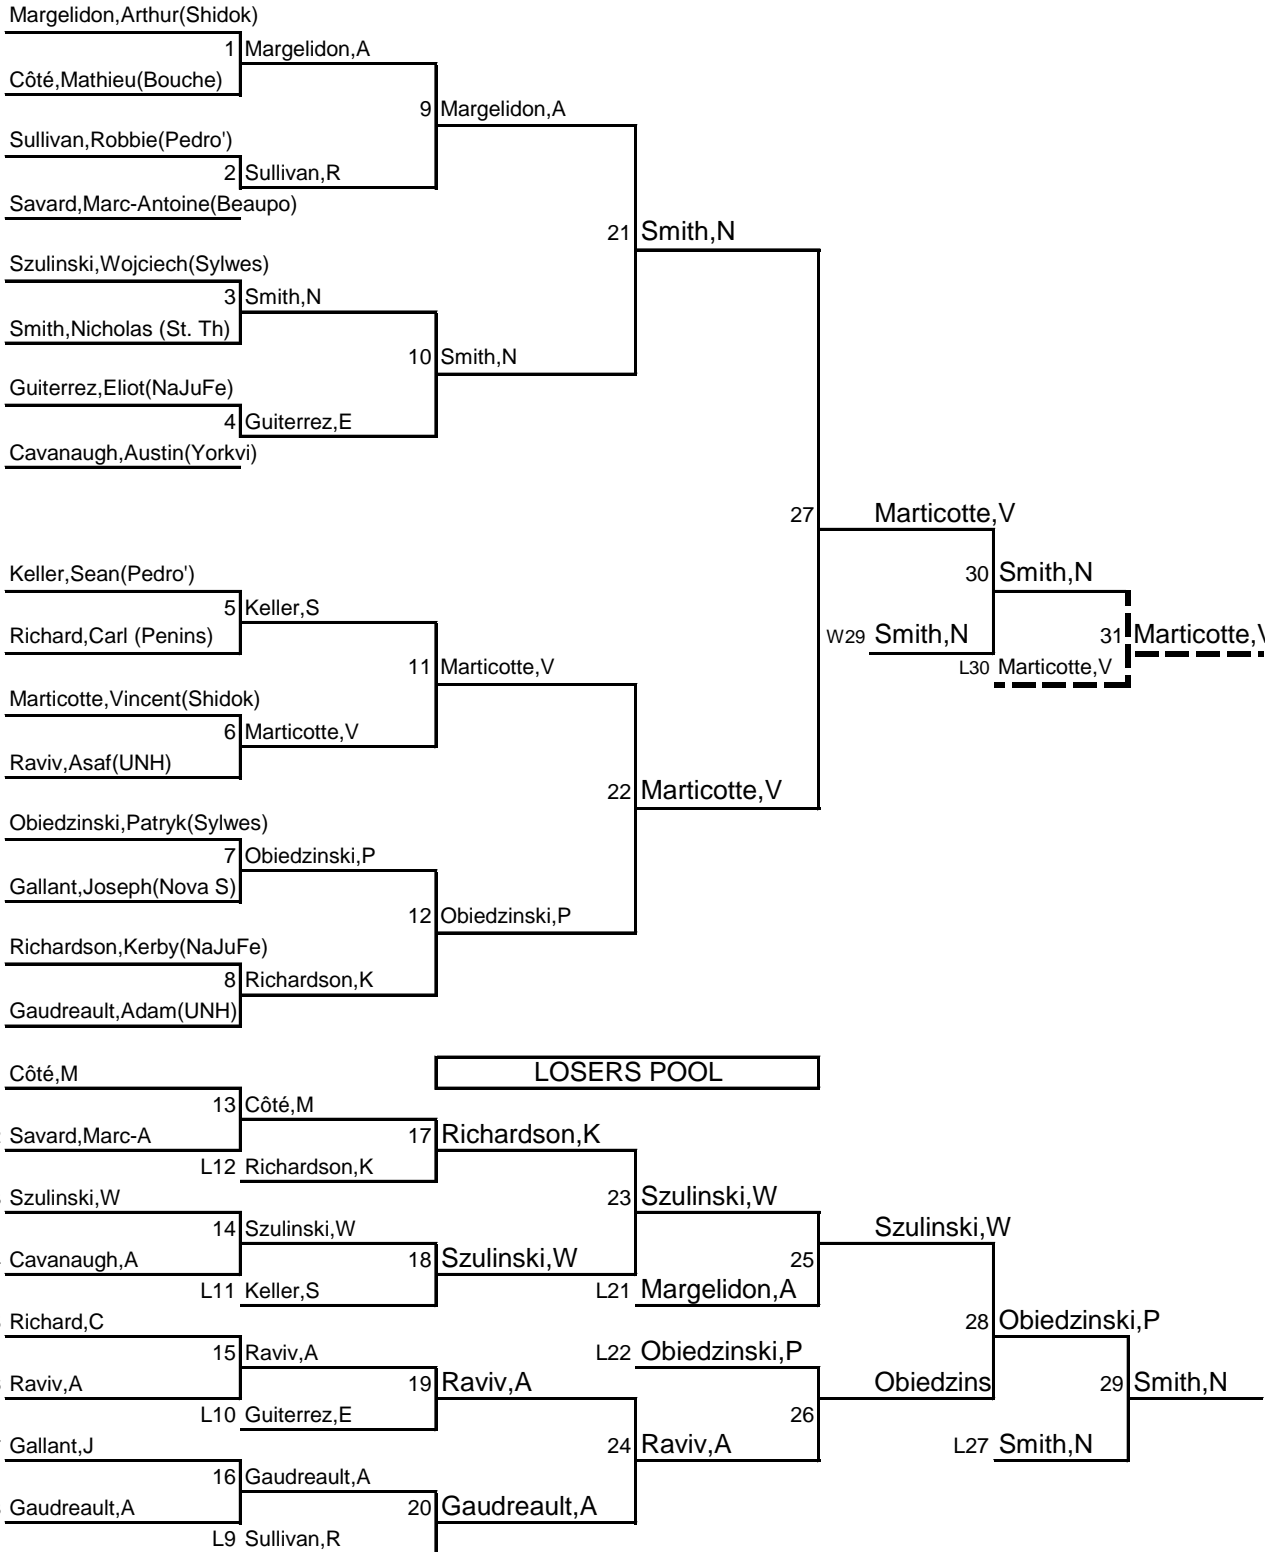 Margelidon,Arthur(Shidok)
1 Margelidon,A
Côté,Mathieu(Bouche)
9 Margelidon,A
Sullivan,Robbie(Pedro')
2 Sullivan,R
Savard,Marc-Antoine(Beaupo)
21 Smith,N
Szulinski,Wojciech(Sylwes)
3 Smith,N
Smith,Nicholas (St. Th)
10 Smith,N
Guiterrez,Eliot(NaJuFe)
4 Guiterrez,E
Cavanaugh,Austin(Yorkvi)
27 Marticotte,V
Keller,Sean(Pedro')
30 Smith,N
5 Keller,S
Richard,Carl (Penins)
W29 Smith,N
31 Marticotte,V
11 Marticotte,V
L30 Marticotte,V
Marticotte,Vincent(Shidok)
6 Marticotte,V
Raviv,Asaf(UNH)
22 Marticotte,V
Obiedzinski,Patryk(Sylwes)
7 Obiedzinski,P
Gallant,Joseph(Nova S)
12 Obiedzinski,P
Richardson,Kerby(NaJuFe)
8 Richardson,K
Gaudreault,Adam(UNH)
LOSERS POOL
Côté,M
13 Côté,M
Savard,Marc-A
17 Richardson,K
L12 Richardson,K
Szulinski,W
23 Szulinski,W
14 Szulinski,W
Szulinski,W
Cavanaugh,A
18 Szulinski,W
25
L11 Keller,S
L21 Margelidon,A
Richard,C
28 Obiedzinski,P
15 Raviv,A
L22 Obiedzinski,P
Raviv,A
19 Raviv,A
Obiedzins
29 Smith,N
L10 Guiterrez,E
26
Gallant,J
24 Raviv,A
L27 Smith,N
16 Gaudreault,A
Gaudreault,A
20 Gaudreault,A
L9 Sullivan,R